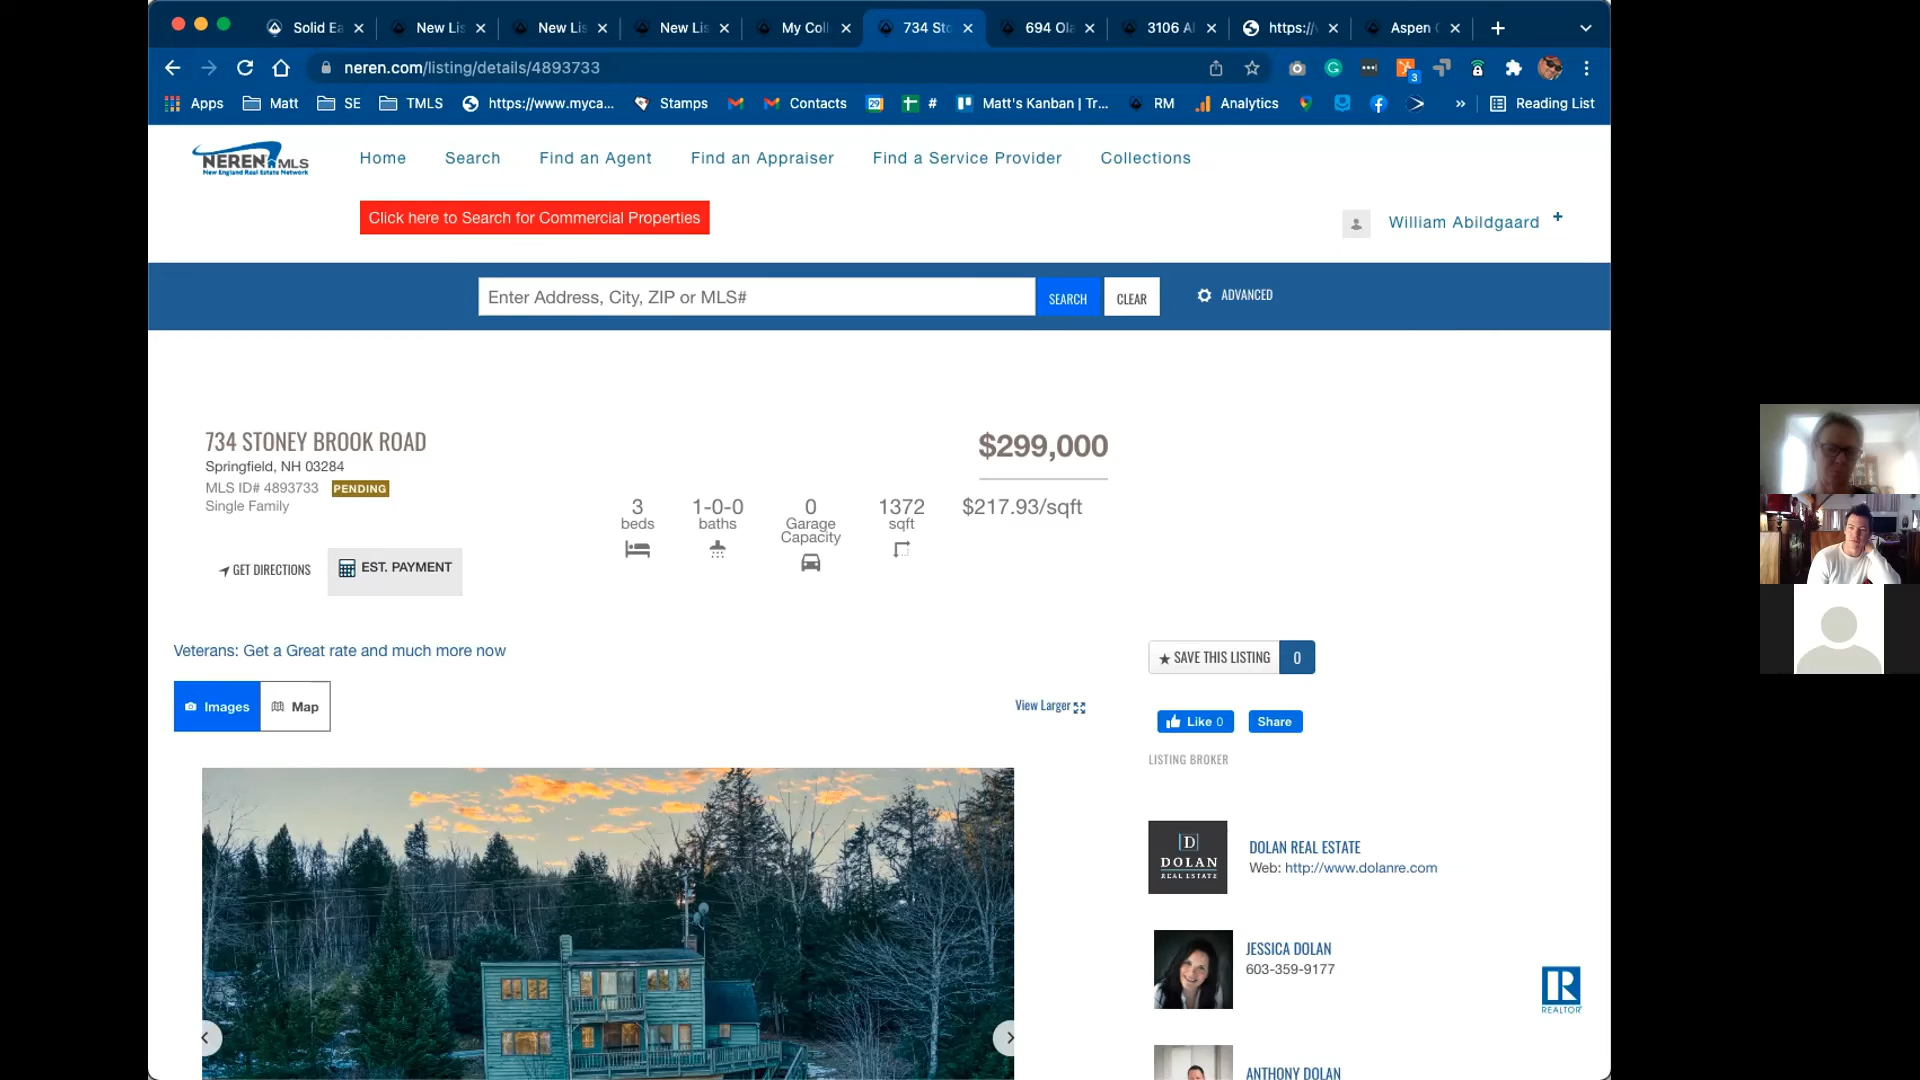 Solid Ea
New Lis
New Lis
New Lis
My Coll
734 Sto
694 Ola
3106 Al
https://v
Aspen
neren.com/listing/details/4893733
3
Apps
Matt
SE
TMLS
https://www.myca...
Stamps
Contacts
29
#
Matt's Kanban | Tr...
RM
Analytics
»
Reading List
NEREN MLS
New England Real Estate Network
Home
Search
Find an Agent
Find an Appraiser
Find a Service Provider
Collections
Click here to Search for Commercial Properties
William Abildgaard +
Enter Address, City, ZIP or MLS#
SEARCH
CLEAR
ADVANCED
734 STONEY BROOK ROAD
Springfield, NH 03284
MLS ID# 4893733 PENDING
Single Family
$299,000
3
beds
1-0-0
baths
0
Garage
Capacity
1372
sqft
$217.93/sqft
GET DIRECTIONS
EST. PAYMENT
Veterans: Get a Great rate and much more now
Images
Map
View Larger
SAVE THIS LISTING 0
Like 0
Share
LISTING BROKER
D
DOLAN
REAL ESTATE
DOLAN REAL ESTATE
Web: http://www.dolanre.com
JESSICA DOLAN
603-359-9177
R
REALTOR
ANTHONY DOLAN